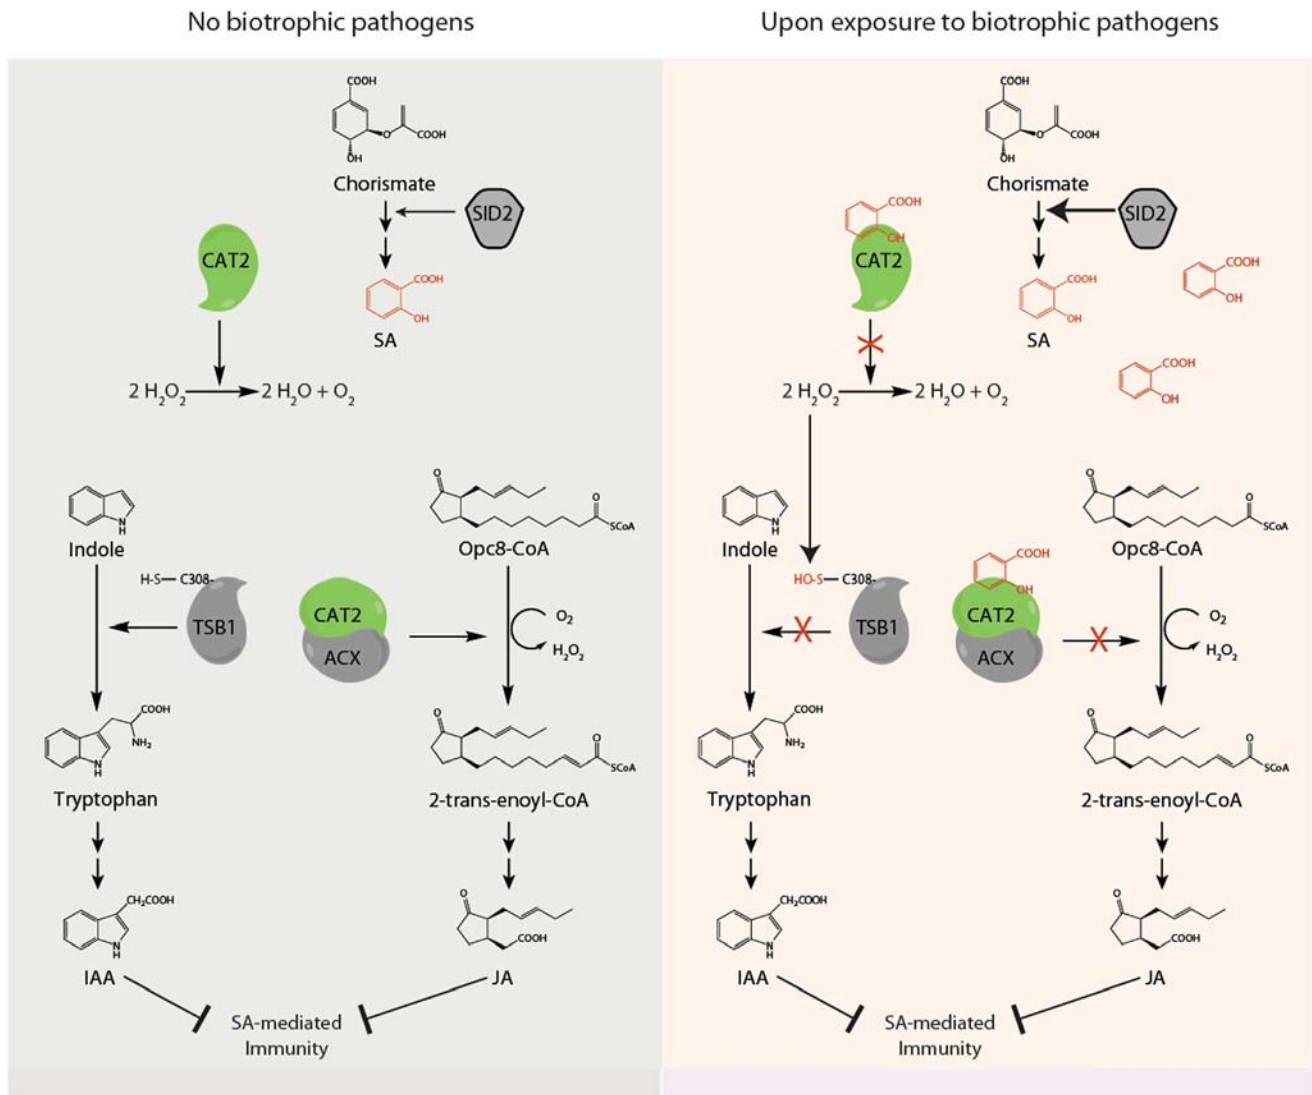 No biotrophic pathogens
COOH
O
COOH
OH
Chorismate
SID2
CAT2
COOH
OH
SA
2 H₂O₂ 2 H₂O + O₂
O
O
SCoA
N
H
Indole
Opc8-CoA
H-S— C308-
TSB1
CAT2
ACX
O₂
H₂O₂
COOH
NH₂
N
H
O
O
SCoA
Tryptophan
2-trans-enoyl-CoA
CH₂COOH
N
H
O
COOH
IAA
JA
SA-mediated
Immunity
Upon exposure to biotrophic pathogens
COOH
O
COOH
OH
Chorismate
SID2
COOH
OH
CAT2
COOH
OH
SA
COOH
OH
COOH
OH
2 H₂O₂ 2 H₂O + O₂
O
O
SCoA
N
H
Indole
Opc8-CoA
HO-S— C308-
TSB1
COOH
OH
CAT2
ACX
O₂
H₂O₂
COOH
NH₂
N
H
O
O
SCoA
Tryptophan
2-trans-enoyl-CoA
CH₂COOH
N
H
O
COOH
IAA
JA
SA-mediated
Immunity